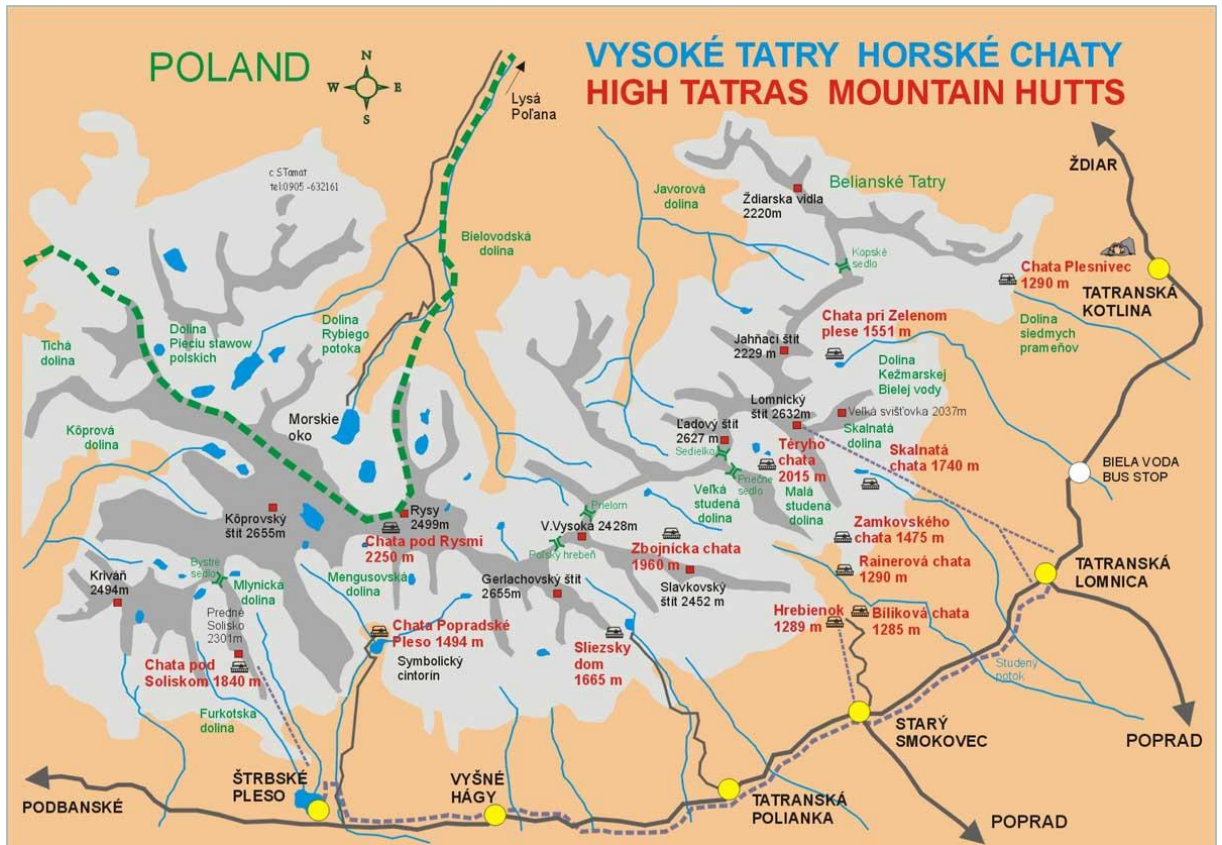 POLAND
N
W
E
S
VYSOKÉ TATRY HORSKÉ CHATY
HIGH TATRAS MOUNTAIN HUTTS
Lysá
Poľana
c STamat
tel:0905 -632161
Javorová
dolina
Belianské Tatry
Ždiarska vidla
2220m
ŽDIAR
Bielovodská
dolina
Kopské
sedlo
Chata Plesnivec
1290 m
TATRANSKÁ
KOTLINA
Tichá
dolina
Dolina
Pieciu stawow
polskich
Dolina
Rybiego
potoka
Chata pri Zelenom
plese 1551 m
Dolina
siedmych
prameňov
Jahňací štít
2229 m
Dolina
Kežmarskej
Bielej vody
Lomnický
štít 2632m
Veľká svišťovka 2037m
Morskie
oko
Kôprová
dolina
Ľadový štít
2627 m
Sedielko
Skalnatá
dolina
Téryho
chata
2015 m
Skalnatá
chata 1740 m
BIELA VODA
BUS STOP
Priečne
sedlo
Veľká
studená
dolina
Malá
studená
dolina
Kôprovský
štít 2655m
Rysy
2499m
Prielom
V.Vysoka 2428m
Chata pod Rysmi
2250 m
Poľský hrebeň
Zbojnícka chata
1960 m
Zamkovského
chata 1475 m
Rainerová chata
1290 m
TATRANSKÁ
LOMNICA
Kriváň
2494m
Bystré
sedlo
Mlynická
dolina
Mengusovská
dolina
Gerlachovský štít
2655m
Slavkovský
štít 2452 m
Predné
Solisko
2301m
Hrebienok
1289 m
Bíliková chata
1285 m
Chata Popradské
Pleso 1494 m
Symbolický
cintorín
Sliezsky
dom
1665 m
Chata pod
Soliskom 1840 m
Studený
potok
Furkotska
dolina
STARÝ
SMOKOVEC
POPRAD
ŠTRBSKÉ
PLESO
VYŠNÉ
HÁGY
PODBANSKÉ
TATRANSKÁ
POLIANKA
POPRAD